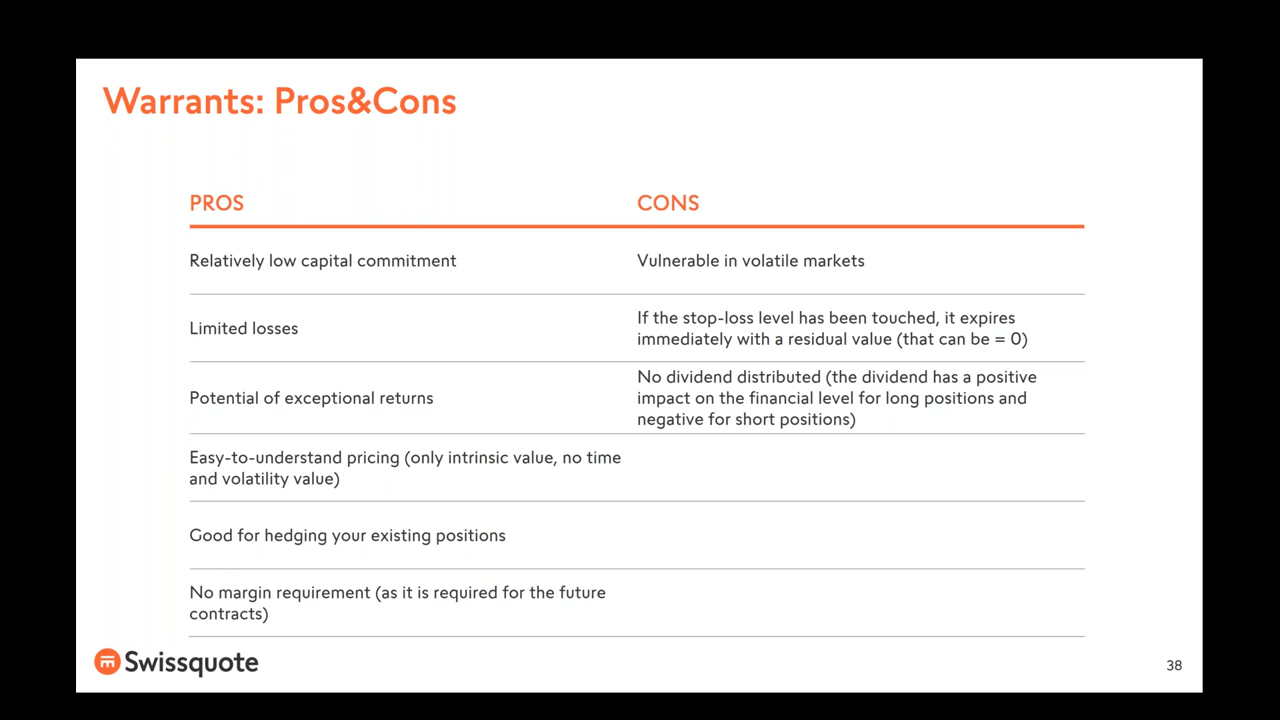 Warrants: Pros&Cons
PROS
CONS
Relatively low capital commitment
Vulnerable in volatile markets
Limited losses
If the stop-loss level has been touched, it expires
immediately with a residual value (that can be = 0)
Potential of exceptional returns
No dividend distributed (the dividend has a positive
impact on the financial level for long positions and
negative for short positions)
Easy-to-understand pricing (only intrinsic value, no time
and volatility value)
Good for hedging your existing positions
No margin requirement (as it is required for the future
contracts)
Swissquote
38